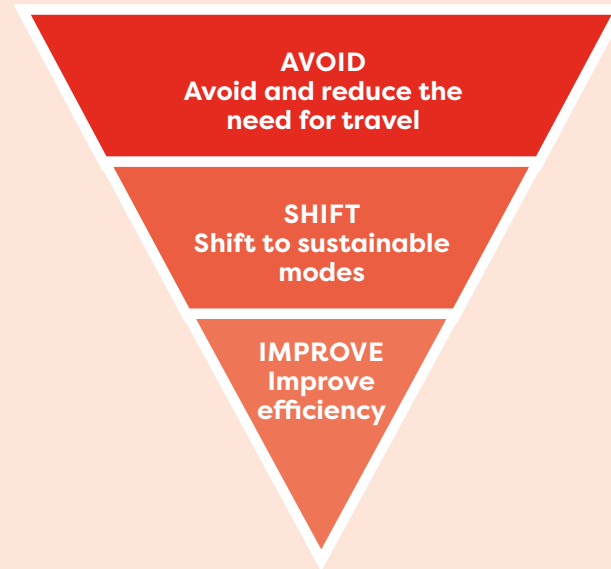 AVOID
Avoid and reduce the
need for travel
SHIFT
Shift to sustainable
modes
IMPROVE
Improve
efficiency